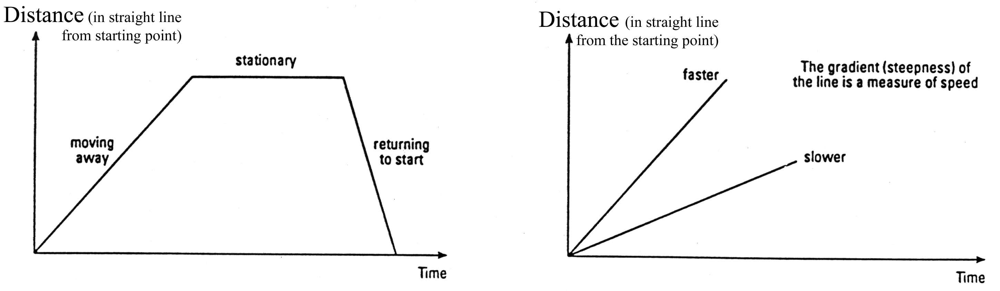 Distance (in straight line
from starting point)
stationary
moving
away
returning
to start
Time
Distance (in straight line
from the starting point)
faster
The gradient (steepness) of
the line is a measure of speed
slower
Time